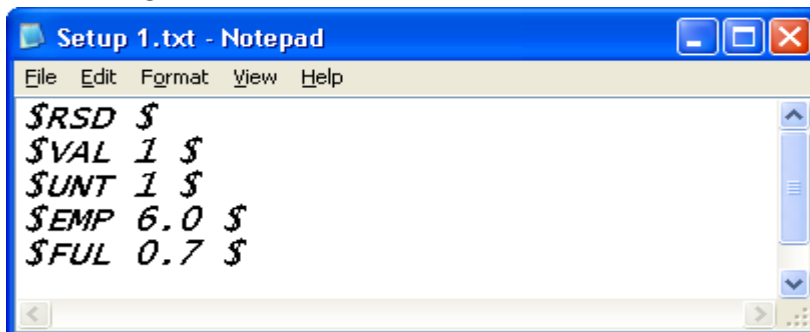 Setup 1.txt - Notepad
File Edit Format View Help
$RSD $
$VAL 1 $
$UNT 1 $
$EMP 6.0 $
$FUL 0.7 $